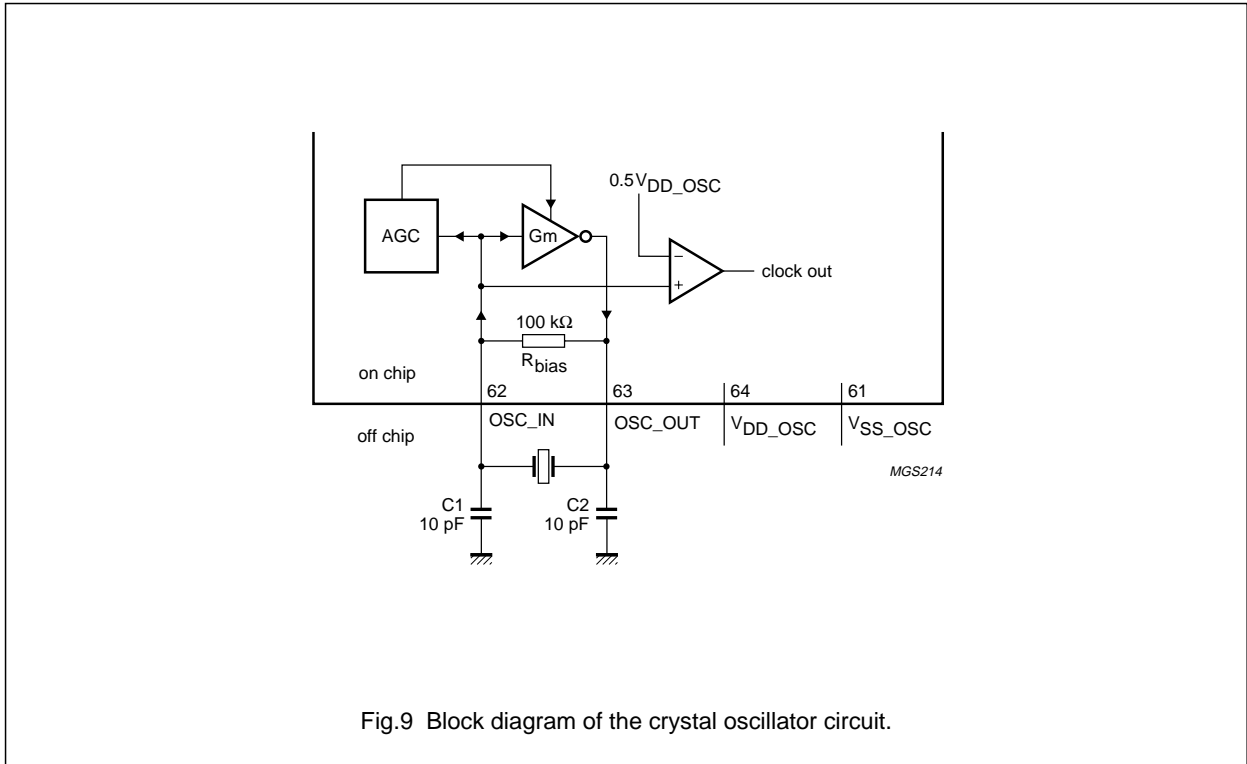 0.5VDD_OSC
AGC
Gm
−
+
clock out
100 kΩ
Rbias
on chip
62
63
64
61
off chip
OSC_IN
OSC_OUT
VDD_OSC
VSS_OSC
MGS214
C1
10 pF
C2
10 pF
Fig.9 Block diagram of the crystal oscillator circuit.